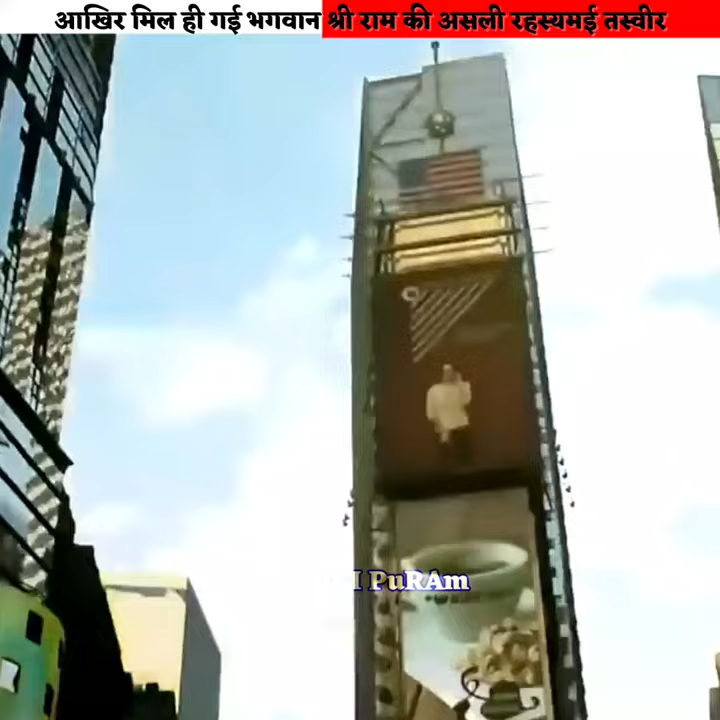 आखिर मिल ही गई भगवान श्री राम की असली रहस्यमई तस्वीर
I PuRAm